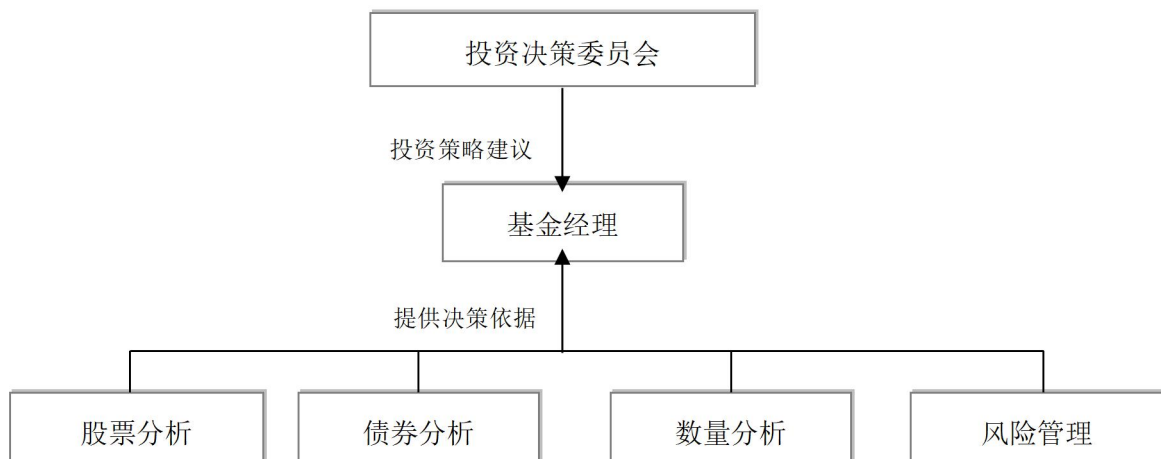 投资决策委员会
投资策略建议
基金经理
提供决策依据
股票分析
债券分析
数量分析
风险管理